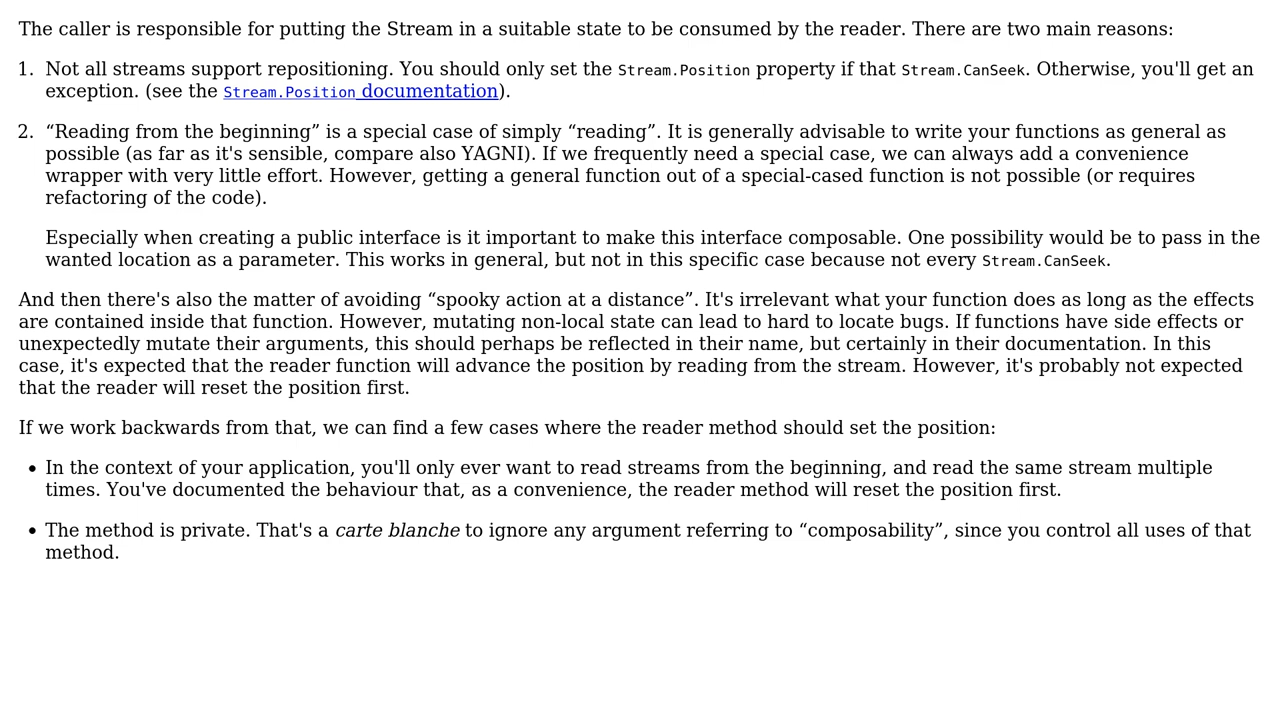 The caller is responsible for putting the Stream in a suitable state to be consumed by the reader. There are two main reasons:
1. Not all streams support repositioning. You should only set the Stream.Position property if that Stream.CanSeek. Otherwise, you'll get an
exception. (see the Stream.Position documentation).
2. “Reading from the beginning” is a special case of simply “reading”. It is generally advisable to write your functions as general as
possible (as far as it's sensible, compare also YAGNI). If we frequently need a special case, we can always add a convenience
wrapper with very little effort. However, getting a general function out of a special-cased function is not possible (or requires
refactoring of the code).
Especially when creating a public interface is it important to make this interface composable. One possibility would be to pass in the
wanted location as a parameter. This works in general, but not in this specific case because not every Stream.CanSeek.
And then there's also the matter of avoiding “spooky action at a distance”. It's irrelevant what your function does as long as the effects
are contained inside that function. However, mutating non-local state can lead to hard to locate bugs. If functions have side effects or
unexpectedly mutate their arguments, this should perhaps be reflected in their name, but certainly in their documentation. In this
case, it's expected that the reader function will advance the position by reading from the stream. However, it's probably not expected
that the reader will reset the position first.
If we work backwards from that, we can find a few cases where the reader method should set the position:
• In the context of your application, you'll only ever want to read streams from the beginning, and read the same stream multiple
times. You've documented the behaviour that, as a convenience, the reader method will reset the position first.
• The method is private. That's a carte blanche to ignore any argument referring to “composability”, since you control all uses of that
method.